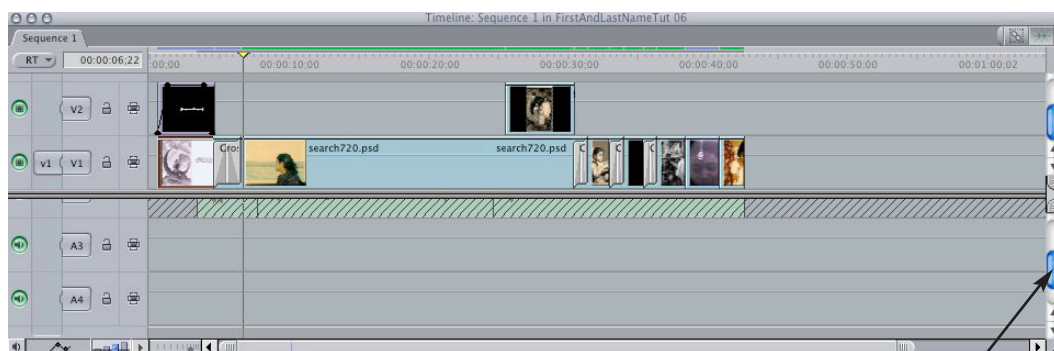 Timeline: Sequence 1 in FirstAndLastNameTut 06
Sequence 1
RT 00:00:06;22 :00;00 00:00:10;00 00:00:20;00 00:00:30;00 00:00:40;00 00:00:50;00 00:01:00;02
V2
v1 V1 Cros search720.psd search720.psd C C C
A3
A4